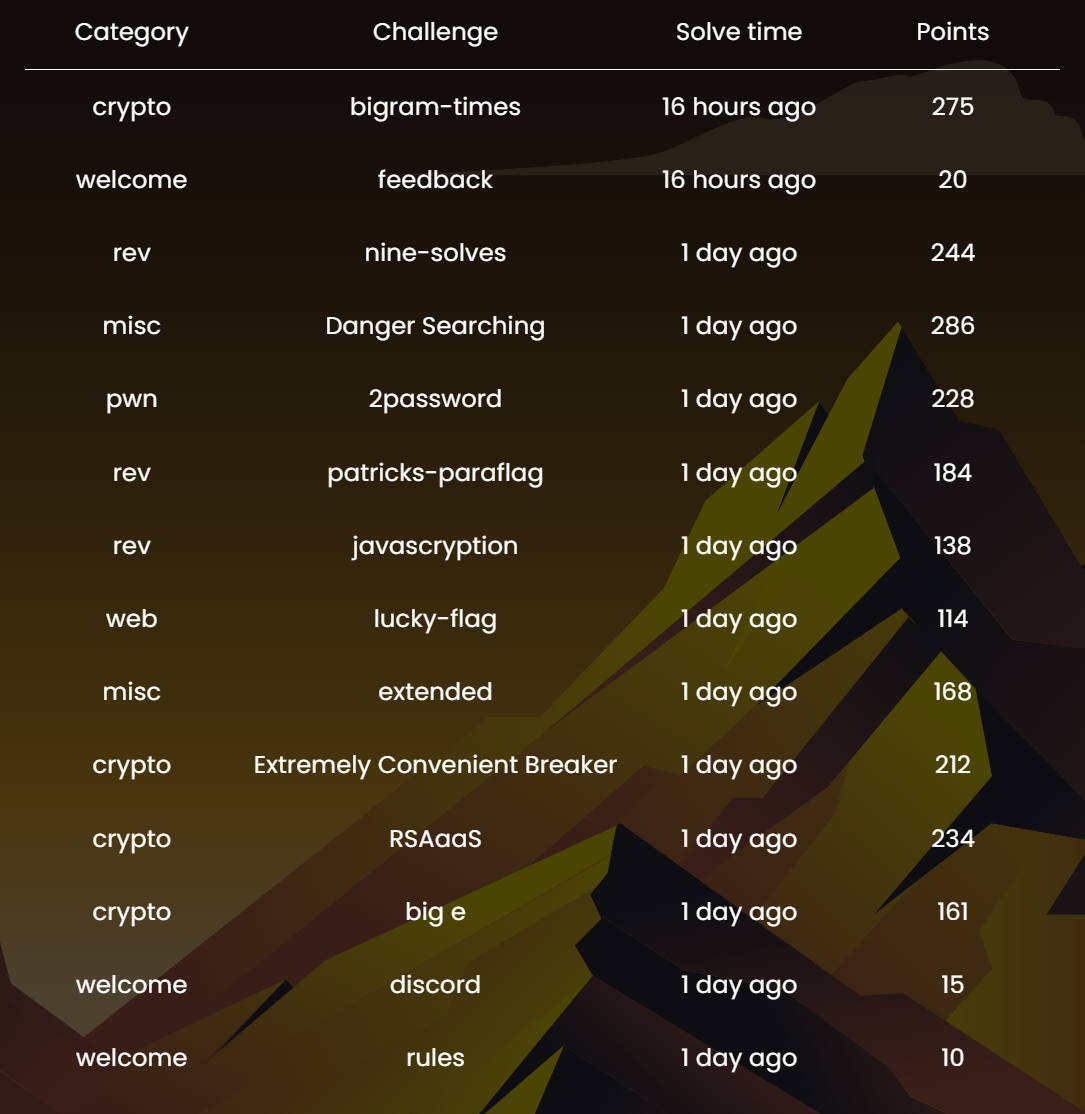 Category Challenge Solve time Points
crypto bigram-times 16 hours ago 275
welcome feedback 16 hours ago 20
rev nine-solves 1 day ago 244
misc Danger Searching 1 day ago 286
pwn 2password 1 day ago 228
rev patricks-paraflag 1 day ago 184
rev javascryption 1 day ago 138
web lucky-flag 1 day ago 114
misc extended 1 day ago 168
crypto Extremely Convenient Breaker 1 day ago 212
crypto RSAaaS 1 day ago 234
crypto big e 1 day ago 161
welcome discord 1 day ago 15
welcome rules 1 day ago 10